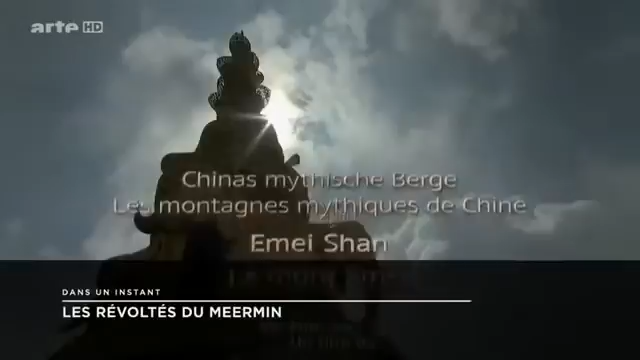 arte HD
Chinas mythische Berge
Les montagnes mythiques de Chine
Emei Shan
DANS UN INSTANT
LES RÉVOLTÉS DU MEERMIN